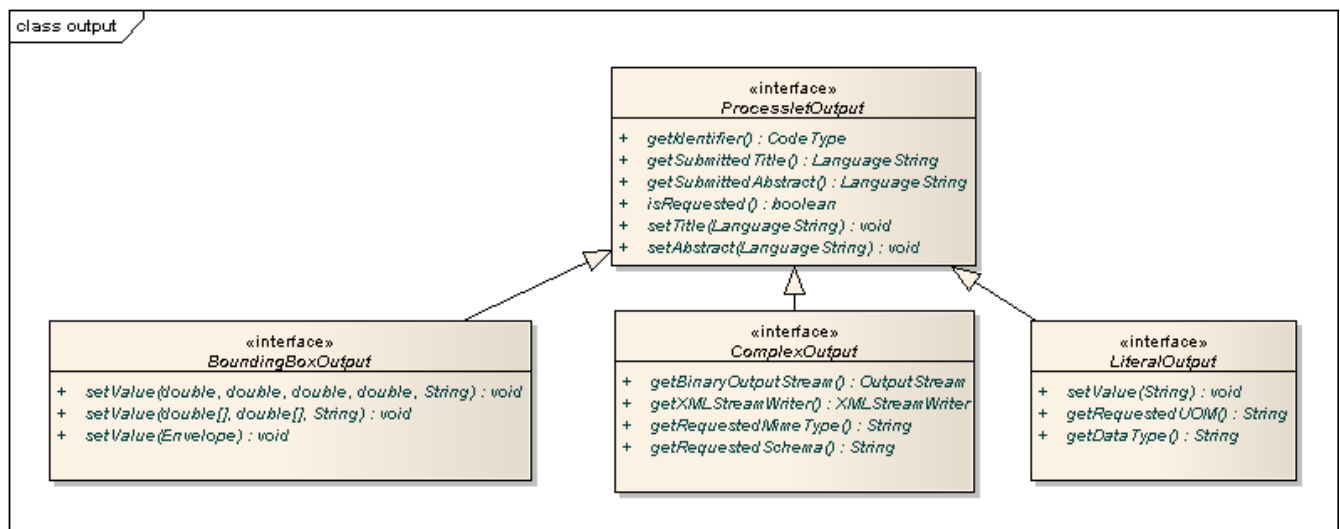 class output
«interface»
ProcessletOutput
+ getIdentifier() : CodeType
+ getSubmittedTitle() : LanguageString
+ getSubmittedAbstract() : LanguageString
+ isRequested() : boolean
+ setTitle(LanguageString) : void
+ setAbstract(LanguageString) : void
«interface»
BoundingBoxOutput
+ setValue(double, double, double, double, String) : void
+ setValue(double[], double[], String) : void
+ setValue(Envelope) : void
«interface»
ComplexOutput
+ getBinaryOutputStream() : OutputStream
+ getXMLStreamWriter() : XMLStreamWriter
+ getRequestedMimeType() : String
+ getRequestedSchema() : String
«interface»
LiteralOutput
+ setValue(String) : void
+ getRequestedUOM() : String
+ getDataType() : String